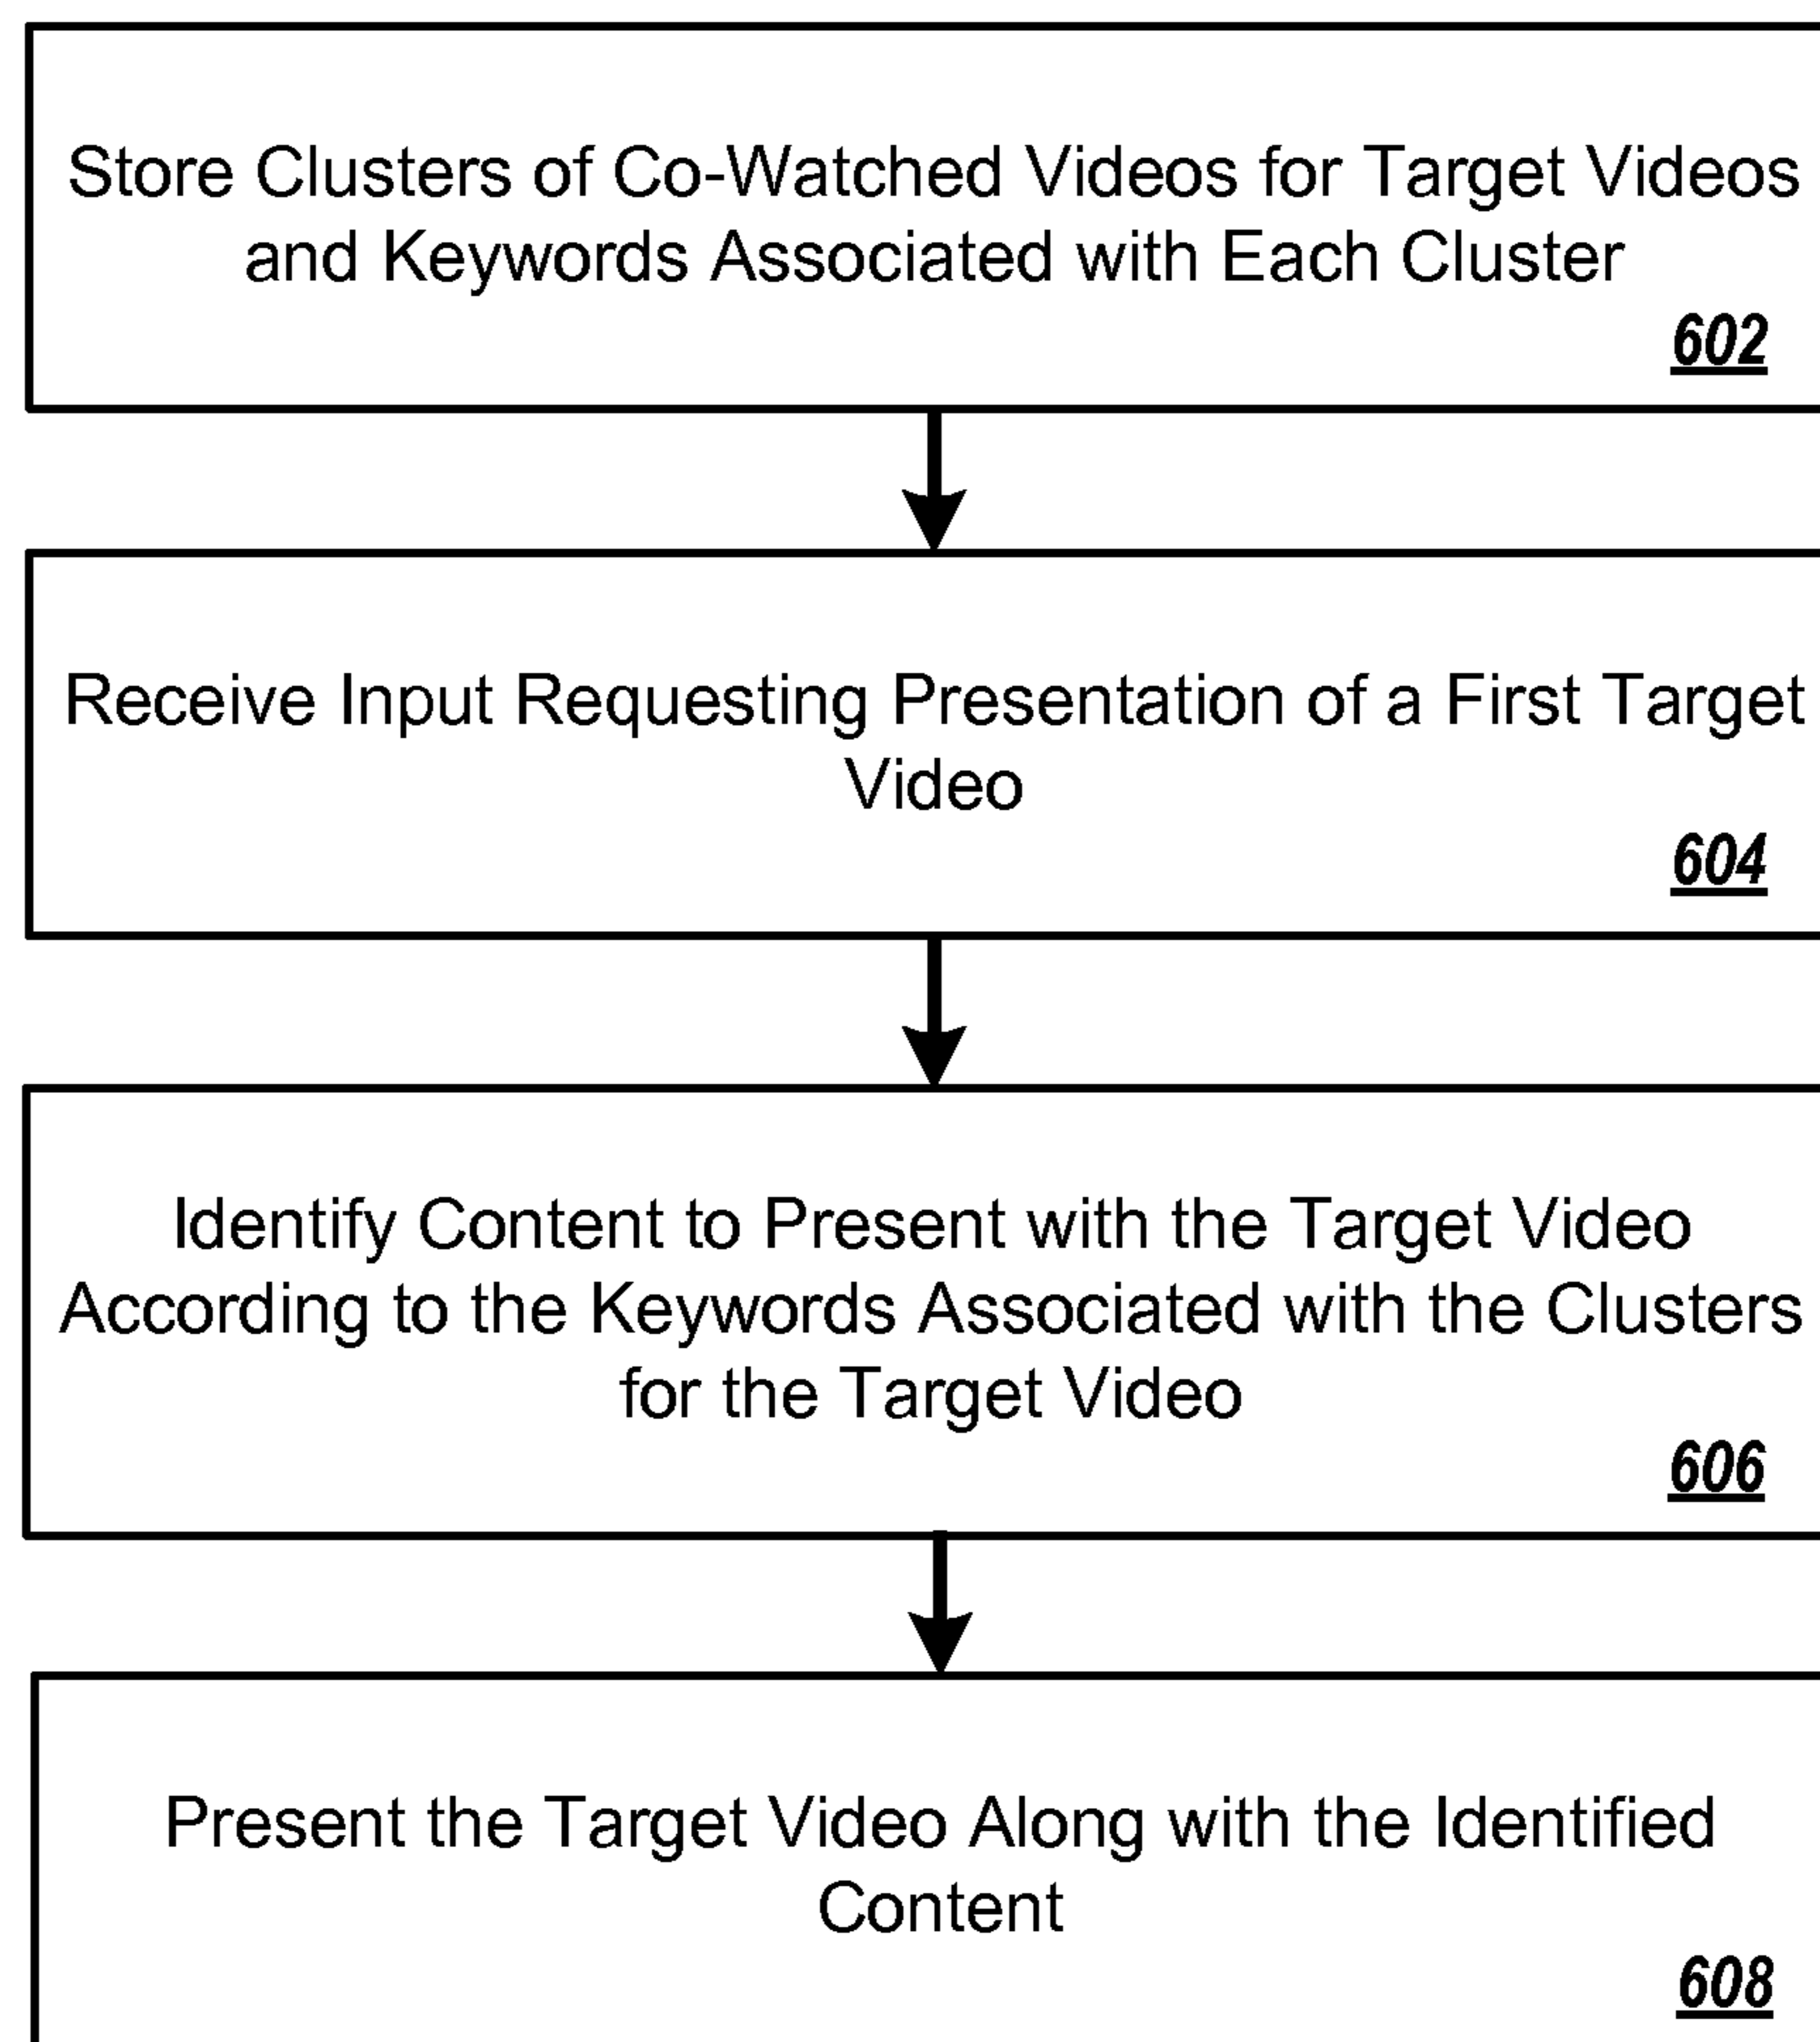 Store Clusters of Co-Watched Videos for Target Videos
and Keywords Associated with Each Cluster
602
Receive Input Requesting Presentation of a First Target
Video
604
Identify Content to Present with the Target Video
According to the Keywords Associated with the Clusters
for the Target Video
606
Present the Target Video Along with the Identified
Content
608